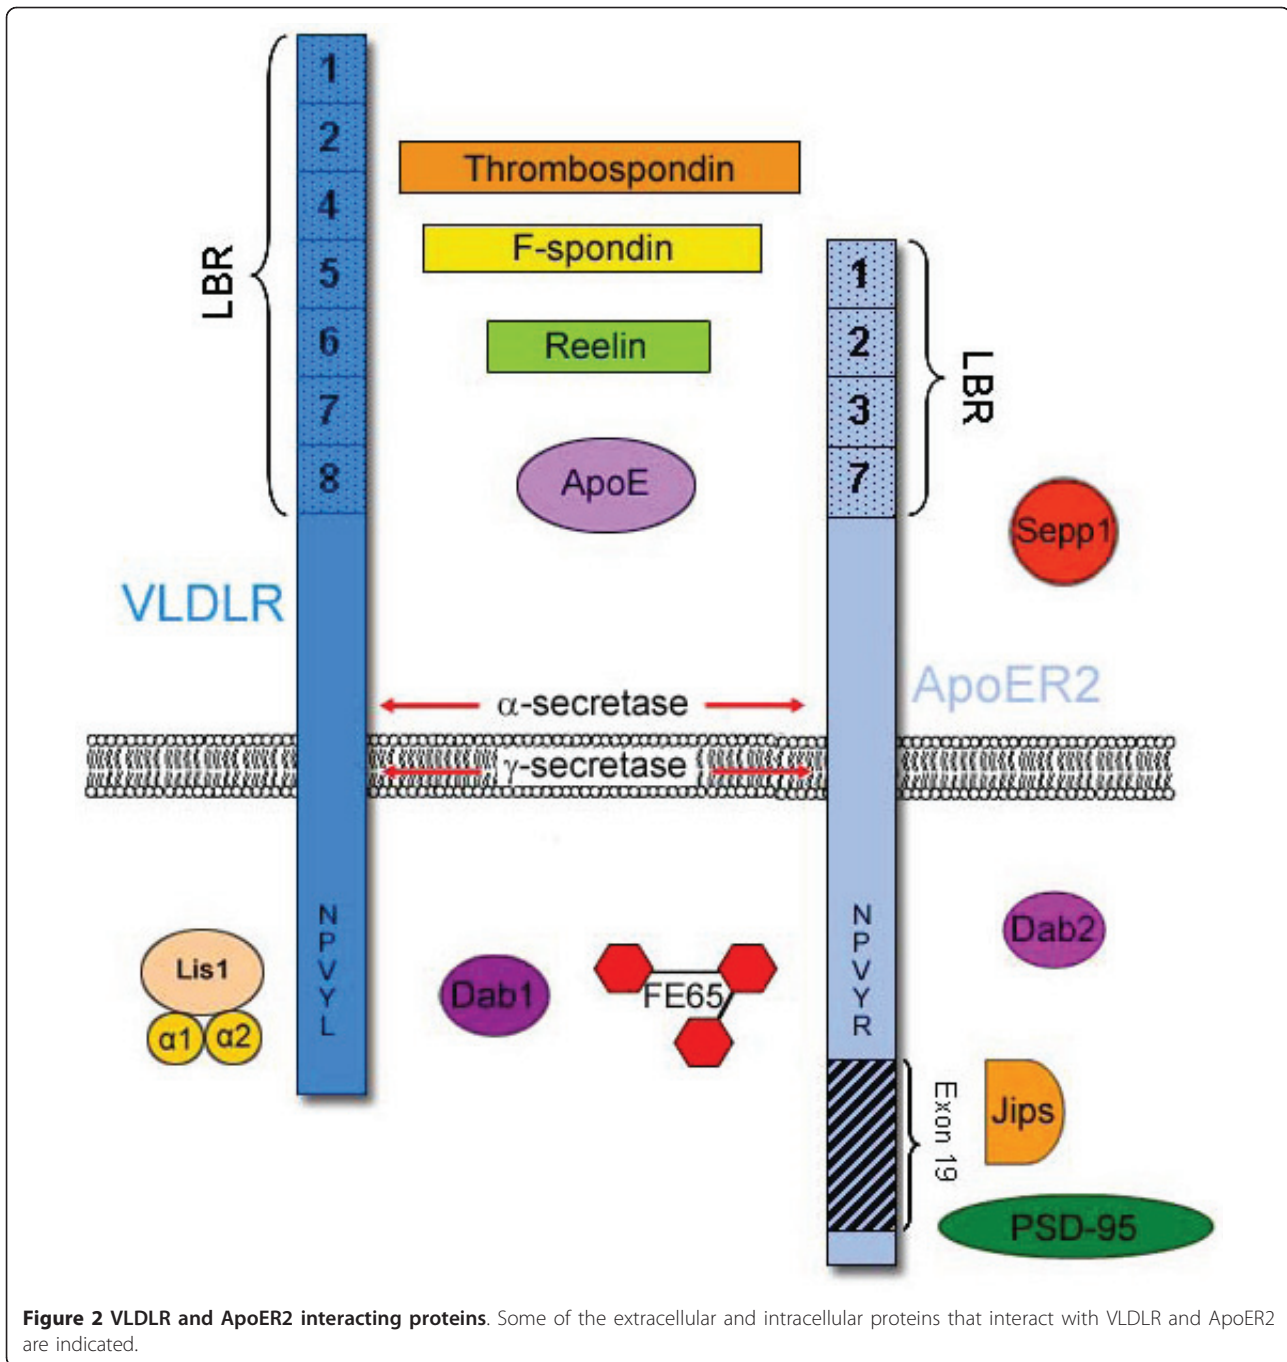 1
2
4
5
6
7
8
LBR
Thrombospondin
F-spondin
Reelin
ApoE
1
2
3
7
LBR
Sepp1
VLDLR
ApoER2
α-secretase
γ-secretase
N
P
V
Y
L
Lis1
α1 α2
Dab1
FE65
N
P
V
Y
R
Dab2
Exon 19
Jips
PSD-95
Figure 2 VLDLR and ApoER2 interacting proteins. Some of the extracellular and intracellular proteins that interact with VLDLR and ApoER2
are indicated.